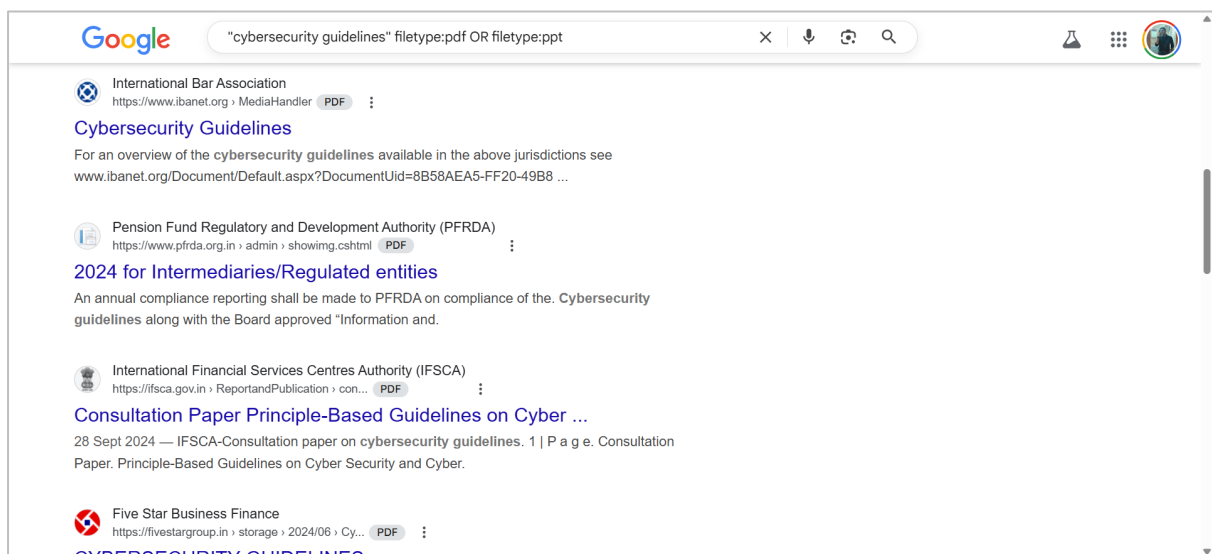 Google
"cybersecurity guidelines" filetype:pdf OR filetype:ppt
International Bar Association
https://www.ibanet.org › MediaHandler PDF
Cybersecurity Guidelines
For an overview of the cybersecurity guidelines available in the above jurisdictions see
www.ibanet.org/Document/Default.aspx?DocumentUid=8B58AEA5-FF20-49B8 ...
Pension Fund Regulatory and Development Authority (PFRDA)
https://www.pfrda.org.in › admin › showimg.cshtml PDF
2024 for Intermediaries/Regulated entities
An annual compliance reporting shall be made to PFRDA on compliance of the. Cybersecurity
guidelines along with the Board approved “Information and.
International Financial Services Centres Authority (IFSCA)
https://ifsca.gov.in › ReportandPublication › con... PDF
Consultation Paper Principle-Based Guidelines on Cyber ...
28 Sept 2024 — IFSCA-Consultation paper on cybersecurity guidelines. 1 | P a g e. Consultation
Paper. Principle-Based Guidelines on Cyber Security and Cyber.
Five Star Business Finance
https://fivestargroup.in › storage › 2024/06 › Cy... PDF
CYBERSECURITY GUIDELINES